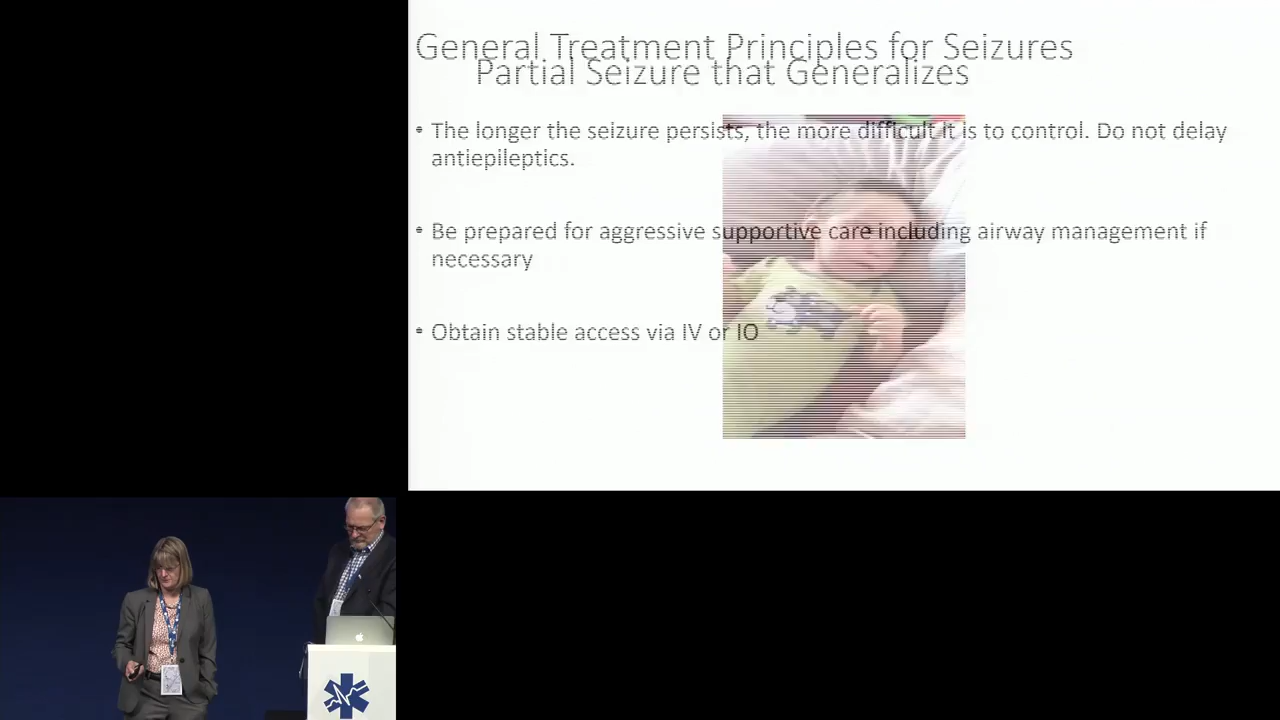 General Treatment Principles for Seizures
Partial Seizure that Generalizes
• The longer the seizure persists, the more difficult it is to control. Do not delay
antiepileptics.
• Be prepared for aggressive supportive care including airway management if
necessary
• Obtain stable access via IV or IO